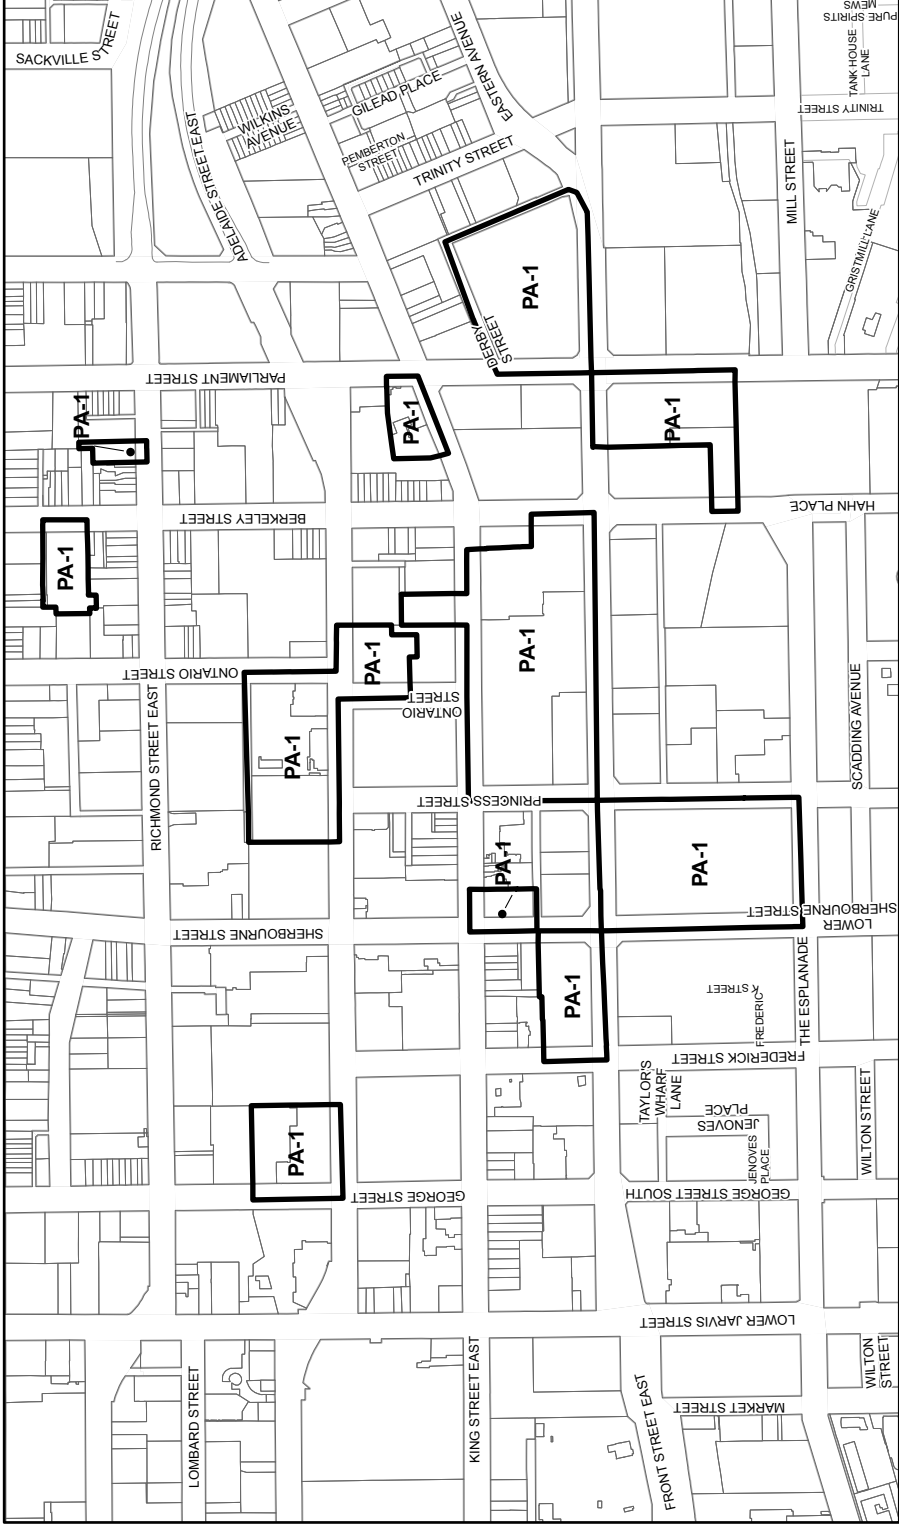 PURE SPIRITS
MEWS
SACKVILLE STREET
TANK HOUSE
LANE
EASTERN AVENUE
GILEAD PLACE
WILKINS
AVENUE
TRINITY STREET
ADELAIDE STREET EAST
PEMBERTON
STREET
TRINITY STREET
MILL STREET
GRISTMILL LANE
PA-1
DERBY
STREET
PARLIAMENT STREET
PA-1
PA-1
PA-1
BERKELEY STREET
HAHN PLACE
PA-1
PA-1
PA-1
ONTARIO STREET
ONTARIO
STREET
RICHMOND STREET EAST
SCADDING AVENUE
PA-1
PRINCESS STREET
PA-1
PA-1
LOWER
SHERBOURNE STREET
SHERBOURNE STREET
PA-1
FREDERICK
STREET
THE ESPLANADE
FREDERICK STREET
TAYLOR'S
WHARF
LANE
JENOVES
PLACE
WILTON STREET
PA-1
JENOVES
PLACE
GEORGE STREET
GEORGE STREET SOUTH
LOWER JARVIS STREET
LOMBARD STREET
KING STREET EAST
WILTON
STREET
MARKET STREET
FRONT STREET EAST